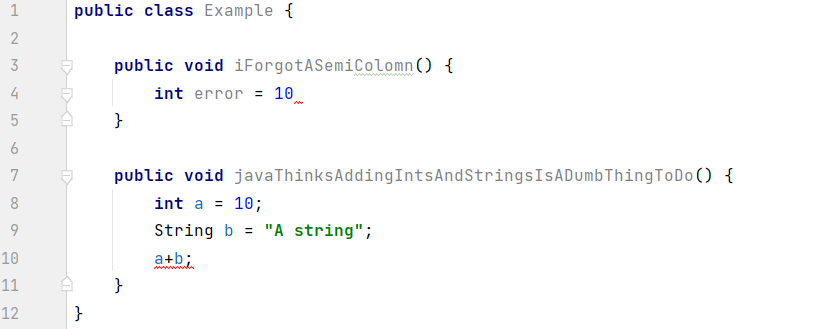 1 public class Example {
2
3 public void iForgotASemiColomn() {
4 int error = 10
5 }
6
7 public void javaThinksAddingIntsAndStringsIsADumbThingToDo() {
8 int a = 10;
9 String b = "A string";
10 a+b;
11 }
12 }